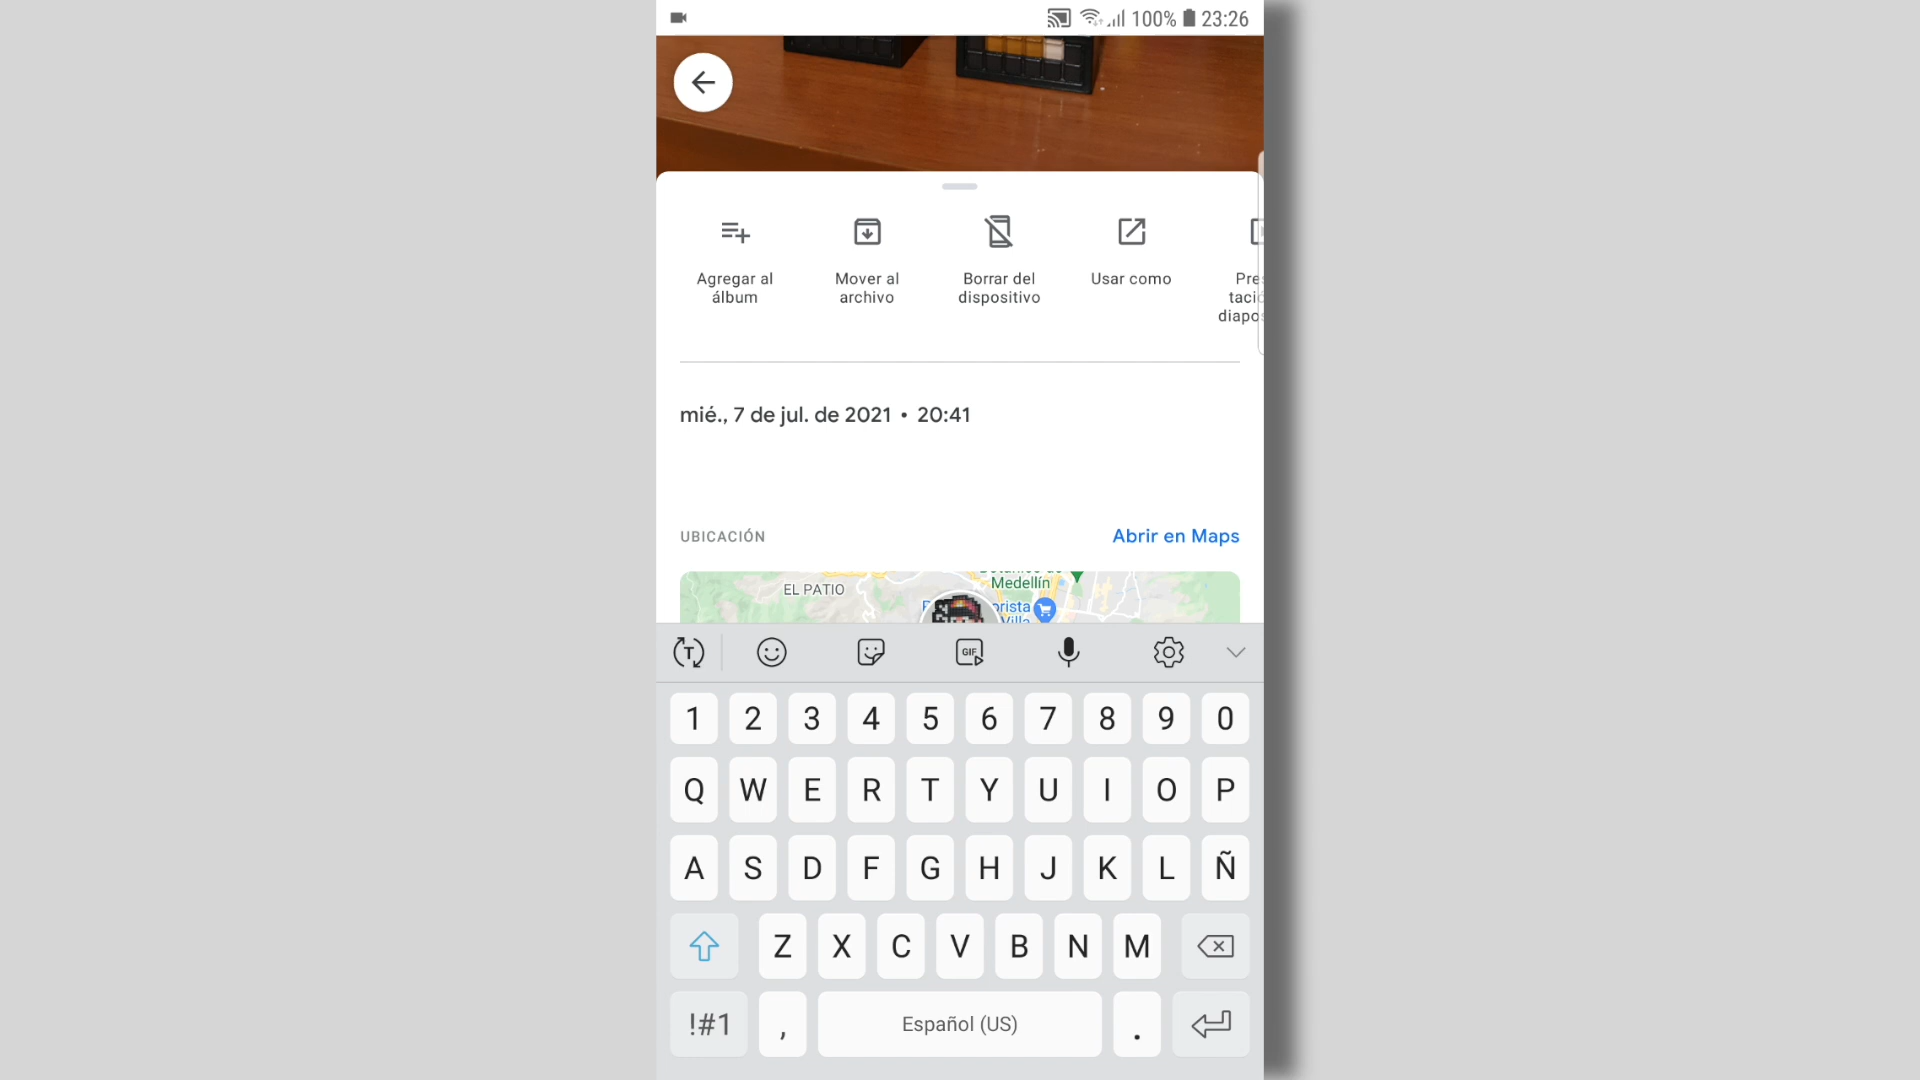 100% 23:26
Agregar al
álbum
Mover al
archivo
Borrar del
dispositivo
Usar como
mié., 7 de jul. de 2021 • 20:41
UBICACIÓN
Abrir en Maps
Medellín
EL PATIO
GIF
1 2 3 4 5 6 7 8 9 0
Q W E R T Y U I O P
A S D F G H J K L Ñ
Z X C V B N M
!#1 , Español (US) .